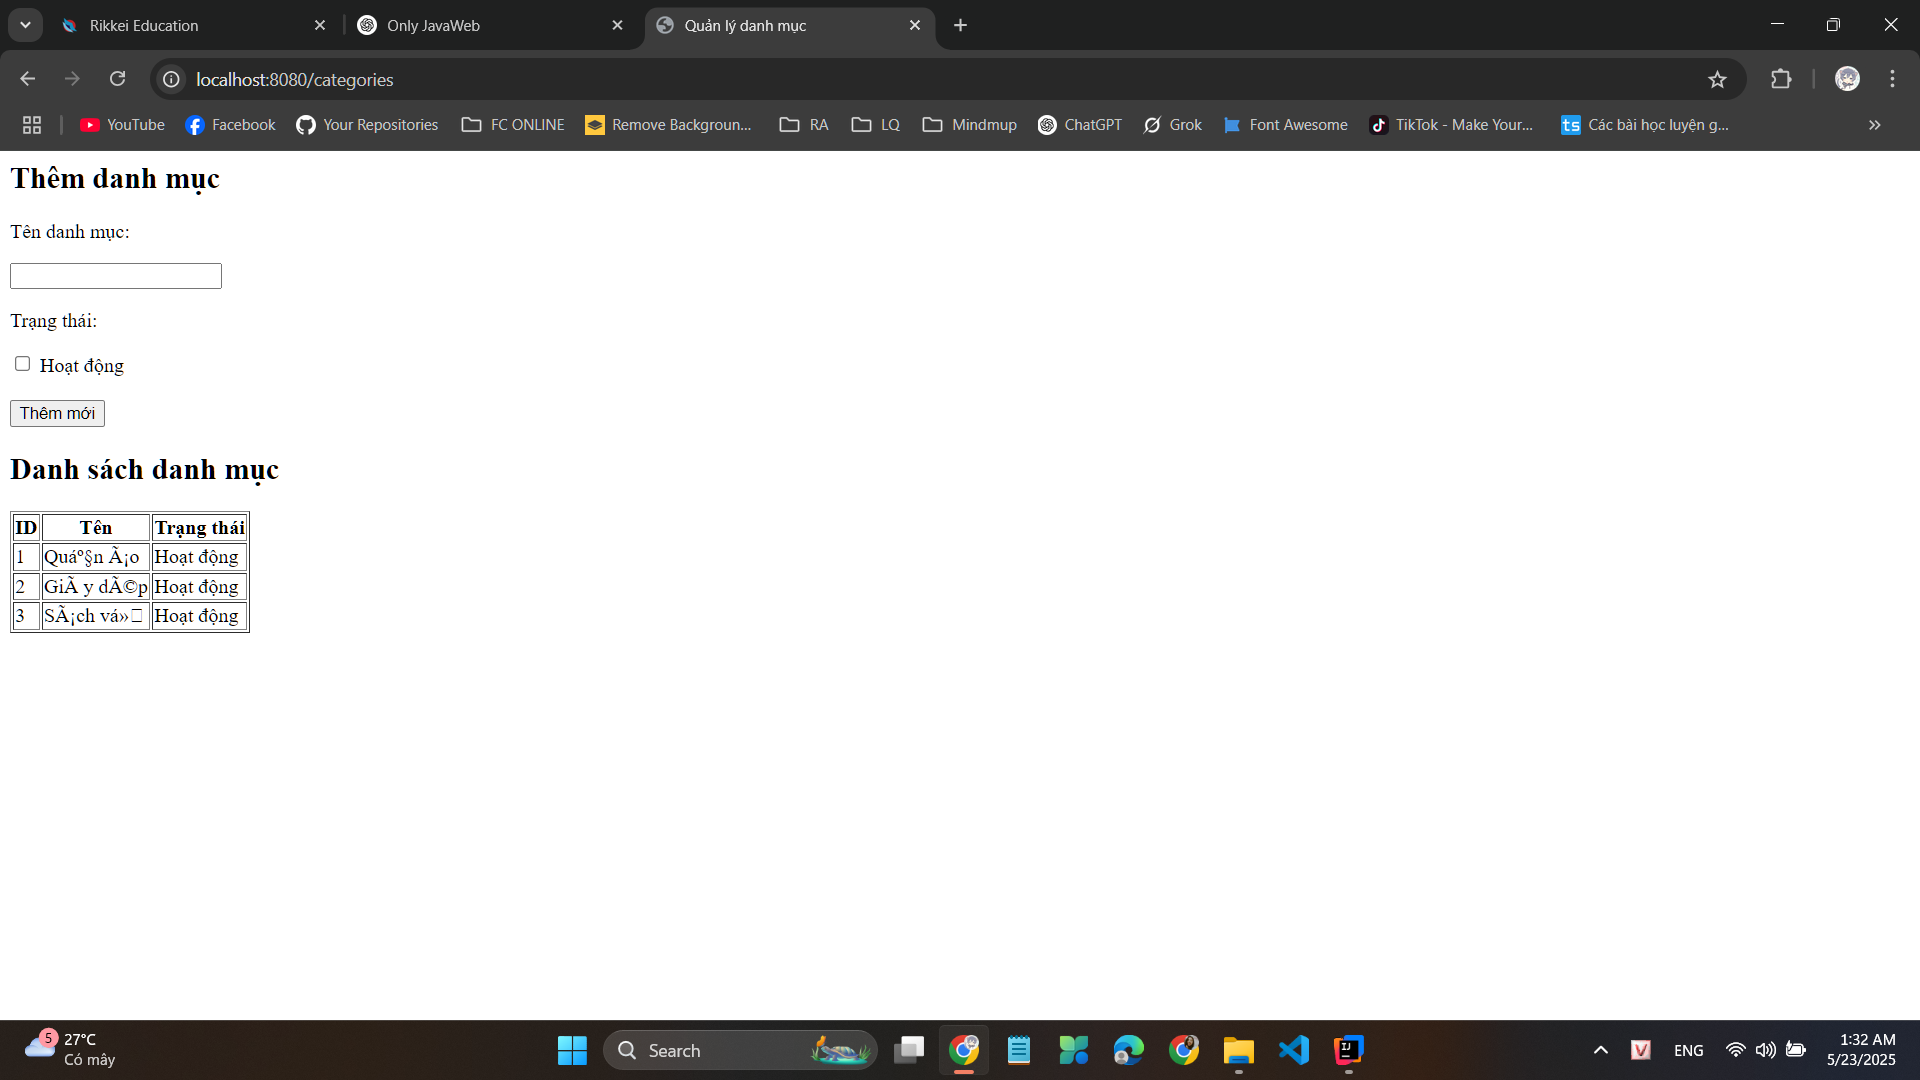 Rikkei Education
Only JavaWeb
Quản lý danh mục
localhost:8080/categories
YouTube
Facebook
Your Repositories
FC ONLINE
Remove Backgroun...
RA
LQ
Mindmup
ChatGPT
Grok
Font Awesome
TikTok - Make Your...
ts
Các bài học luyện g...
Thêm danh mục
Tên danh mục:
Trạng thái:
Hoạt động
Thêm mới
Danh sách danh mục
ID Tên Trạng thái
1 Quáº§n Ã¡o Hoạt động
2 GiÃ y dÃ©p Hoạt động
3 SÃ¡ch vá»□ Hoạt động
5
27°C
Có mây
Search
IJ
V
ENG
1:32 AM
5/23/2025